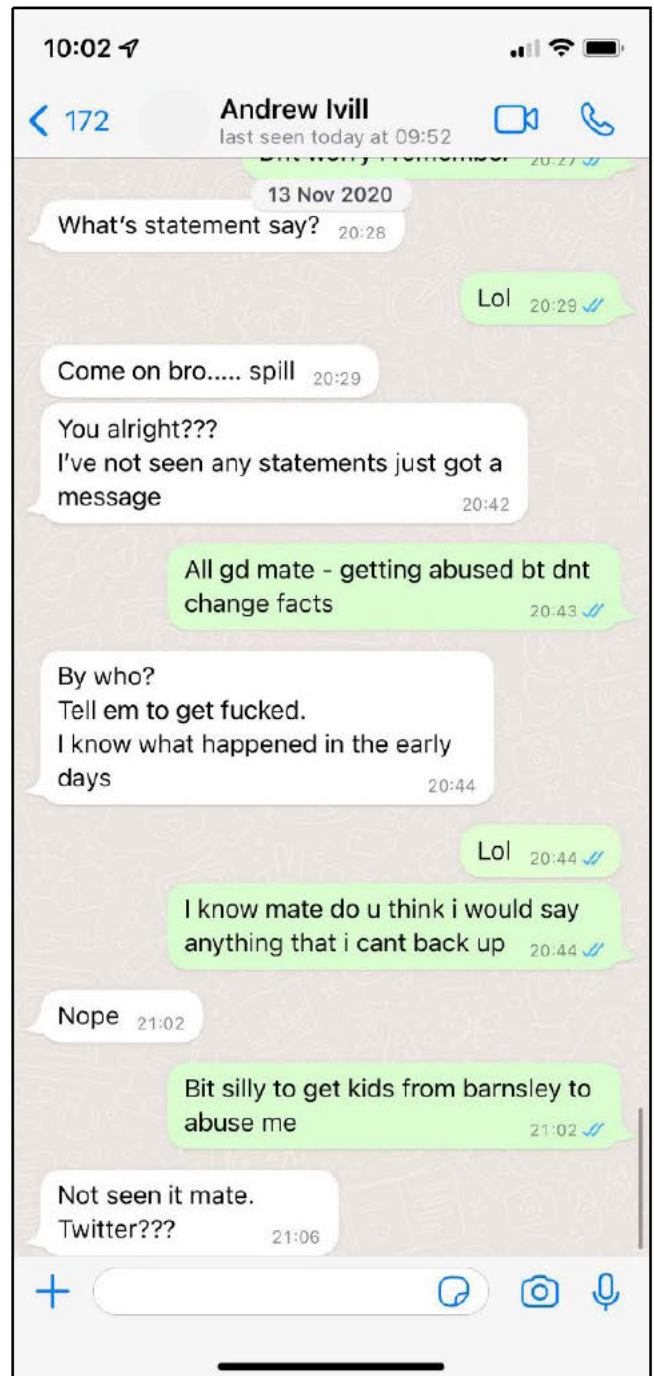 10:02
172
Andrew Ivill
last seen today at 09:52
Dnt worry i remember 20:27
13 Nov 2020
What's statement say? 20:28
Lol 20:29
Come on bro..... spill 20:29
You alright???
I've not seen any statements just got a
message 20:42
All gd mate - getting abused bt dnt
change facts 20:43
By who?
Tell em to get fucked.
I know what happened in the early
days 20:44
Lol 20:44
I know mate do u think i would say
anything that i cant back up 20:44
Nope 21:02
Bit silly to get kids from barnsley to
abuse me 21:02
Not seen it mate.
Twitter??? 21:06